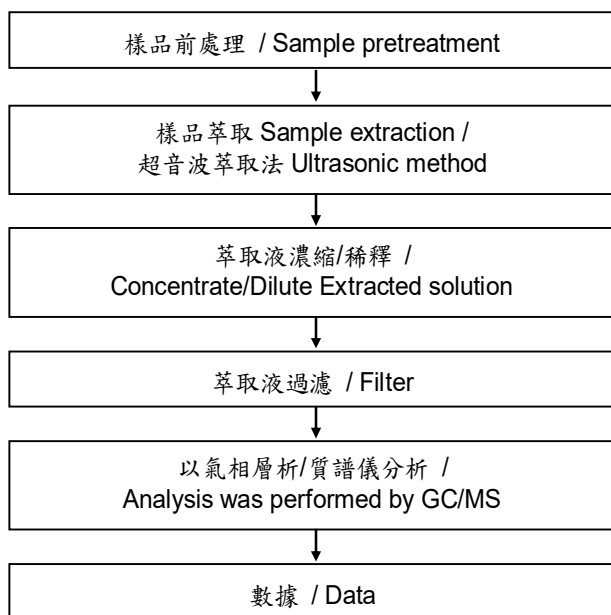 樣品前處理 / Sample pretreatment
樣品萃取 Sample extraction /
超音波萃取法 Ultrasonic method
萃取液濃縮/稀釋 /
Concentrate/Dilute Extracted solution
萃取液過濾 / Filter
以氣相層析/質譜儀分析 /
Analysis was performed by GC/MS
數據 / Data